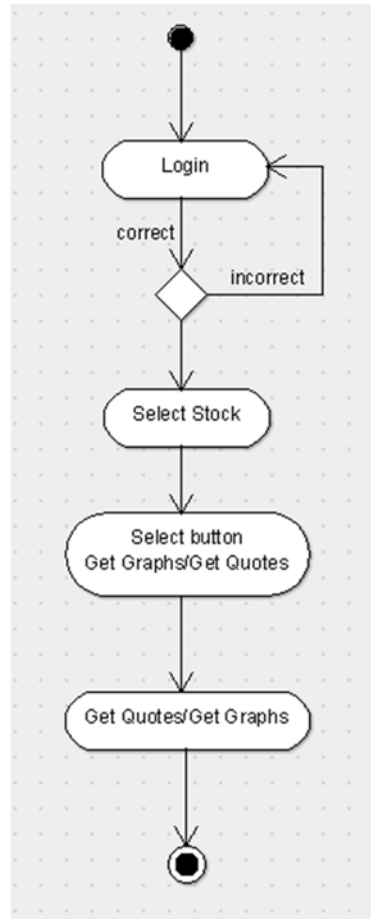 Login
correct
incorrect
Select Stock
Select button
Get Graphs/Get Quotes
Get Quotes/Get Graphs